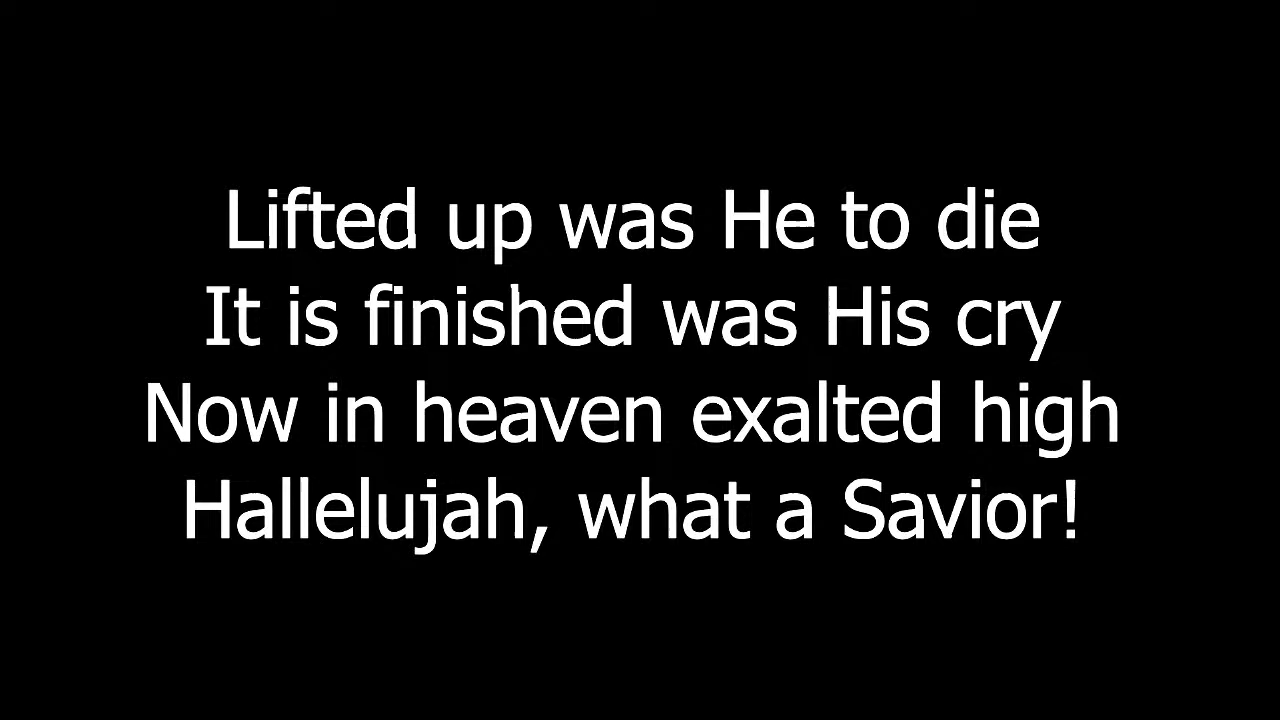 Lifted up was He to die
It is finished was His cry
Now in heaven exalted high
Hallelujah, what a Savior!